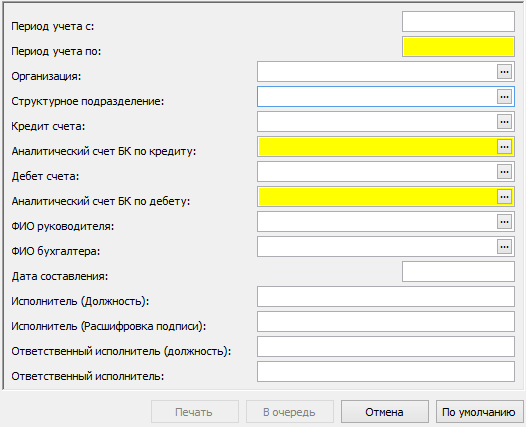 Период учета с:
Период учета по:
Организация:
Структурное подразделение:
Кредит счета:
Аналитический счет БК по кредиту:
Дебет счета:
Аналитический счет БК по дебету:
ФИО руководителя:
ФИО бухгалтера:
Дата составления:
Исполнитель (Должность):
Исполнитель (Расшифровка подписи):
Ответственный исполнитель (должность):
Ответственный исполнитель:
Печать В очередь Отмена По умолчанию